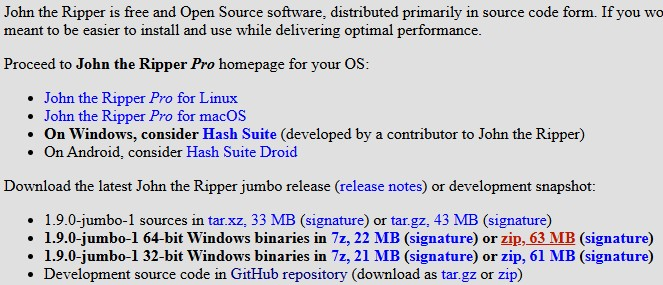 John the Ripper is free and Open Source software, distributed primarily in source code form. If you wo
meant to be easier to install and use while delivering optimal performance.
Proceed to John the Ripper Pro homepage for your OS:
• John the Ripper Pro for Linux
• John the Ripper Pro for macOS
• On Windows, consider Hash Suite (developed by a contributor to John the Ripper)
• On Android, consider Hash Suite Droid
Download the latest John the Ripper jumbo release (release notes) or development snapshot:
• 1.9.0-jumbo-1 sources in tar.xz, 33 MB (signature) or tar.gz, 43 MB (signature)
• 1.9.0-jumbo-1 64-bit Windows binaries in 7z, 22 MB (signature) or zip, 63 MB (signature)
• 1.9.0-jumbo-1 32-bit Windows binaries in 7z, 21 MB (signature) or zip, 61 MB (signature)
• Development source code in GitHub repository (download as tar.gz or zip)